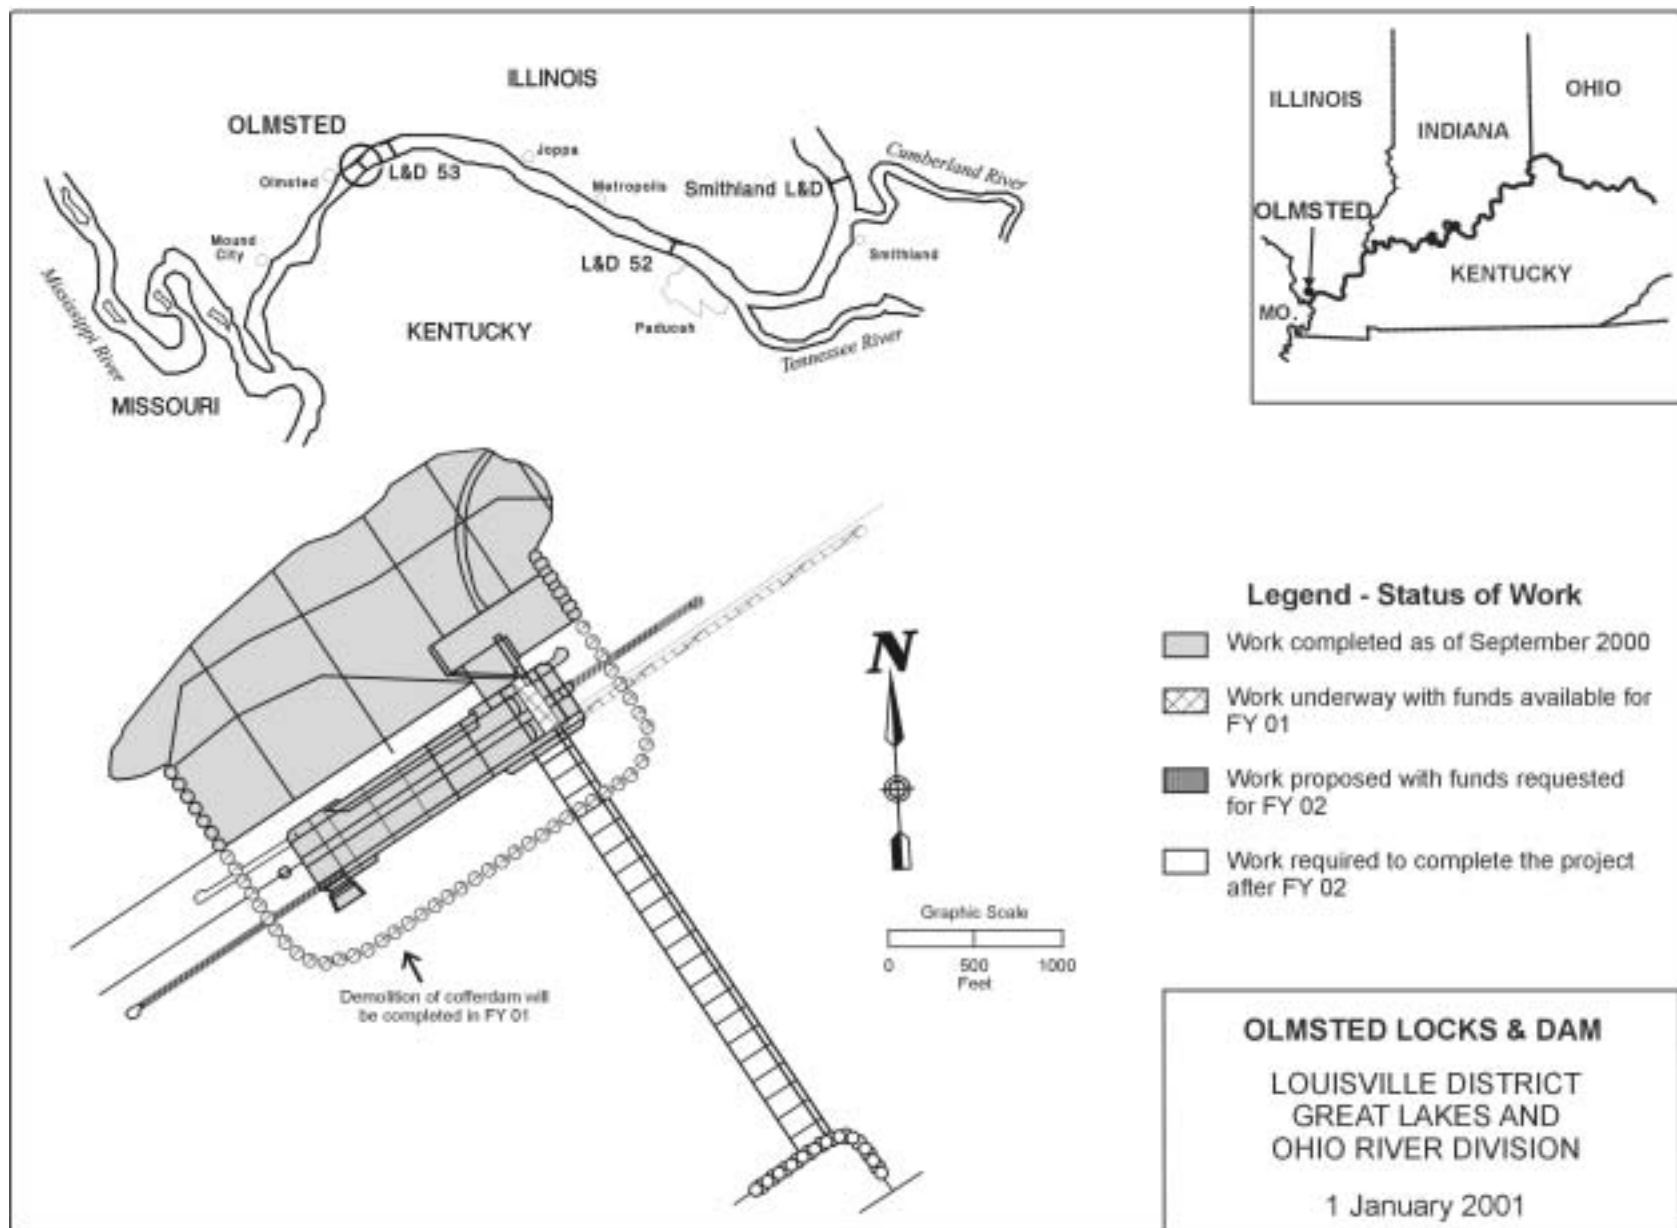 ILLINOIS
OLMSTED
Olmsted
L&D 53
Joppa
Metropolis
Smithland L&D
Cumberland River
Mound
City
L&D 52
Smithland
Mississippi River
KENTUCKY
Paducah
Tennessee River
MISSOURI
ILLINOIS
OHIO
INDIANA
OLMSTED
KENTUCKY
MO.
Legend - Status of Work
Work completed as of September 2000
Work underway with funds available for
FY 01
Work proposed with funds requested
for FY 02
Work required to complete the project
after FY 02
N
Graphic Scale
0 500 1000
Feet
Demolition of cofferdam will
be completed in FY 01
OLMSTED LOCKS & DAM
LOUISVILLE DISTRICT
GREAT LAKES AND
OHIO RIVER DIVISION
1 January 2001